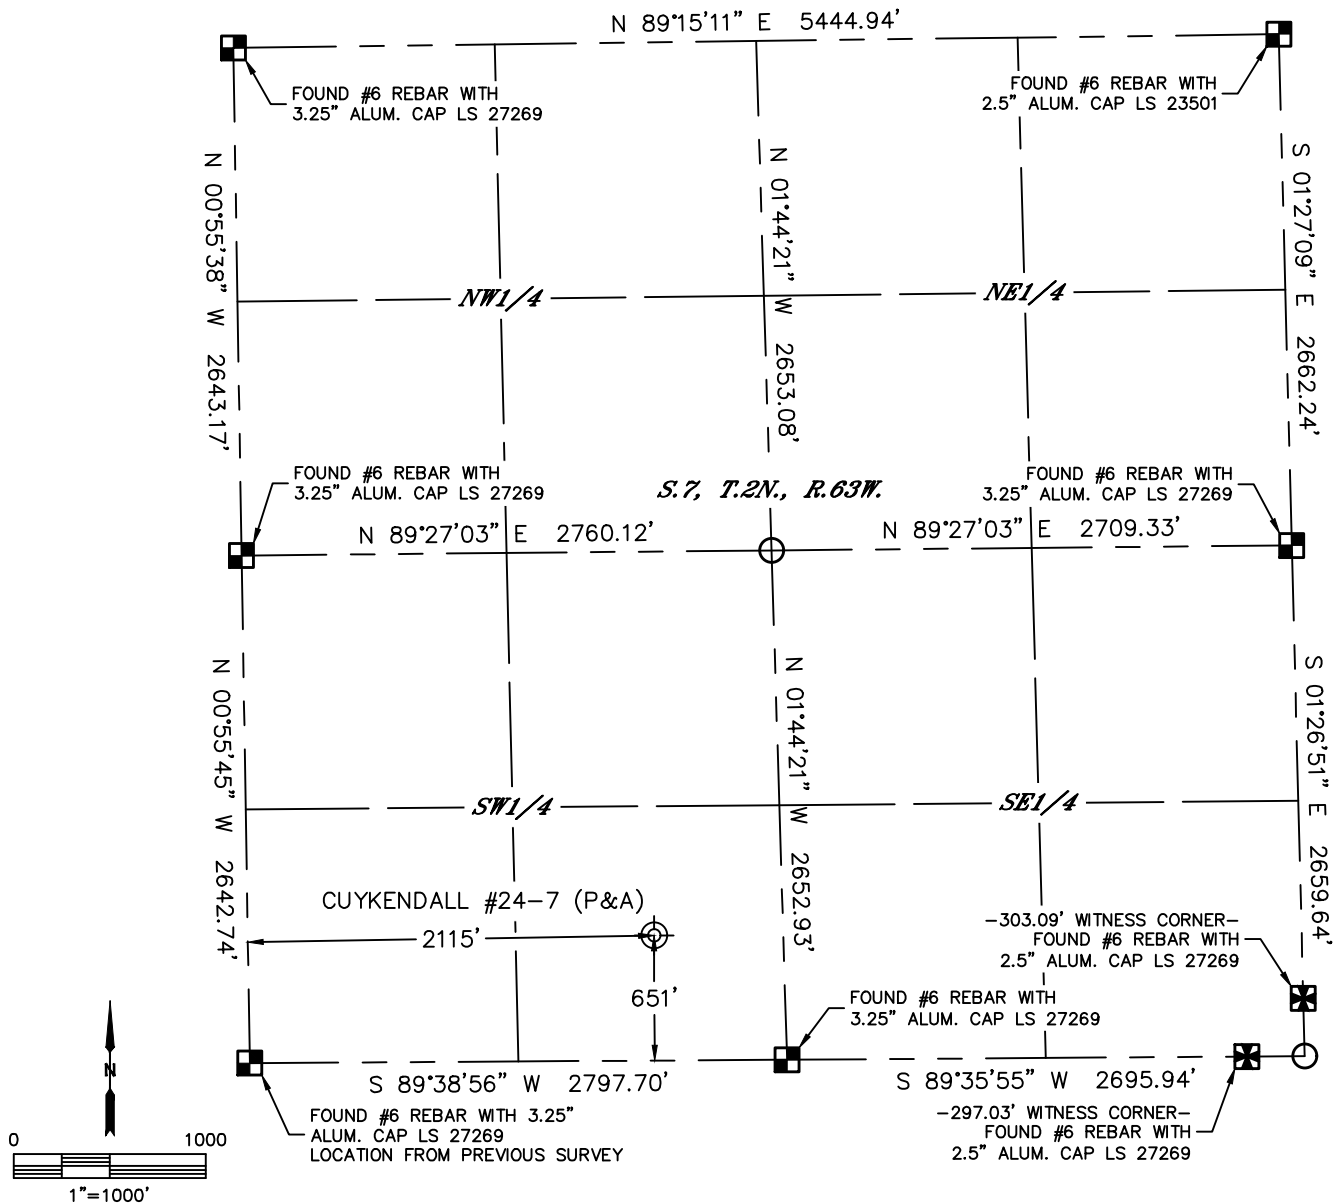 N 89°15'11" E 5444.94'
FOUND #6 REBAR WITH
3.25" ALUM. CAP LS 27269
FOUND #6 REBAR WITH
2.5" ALUM. CAP LS 23501
N 00°55'38" W 2643.17'
N 01°44'21" W 2653.08'
S 01°27'09" E 2662.24'
NW1/4
NE1/4
FOUND #6 REBAR WITH
3.25" ALUM. CAP LS 27269
S.7, T.2N., R.63W.
FOUND #6 REBAR WITH
3.25" ALUM. CAP LS 27269
N 89°27'03" E 2760.12'
N 89°27'03" E 2709.33'
N 00°55'45" W 2642.74'
N 01°44'21" W 2652.93'
S 01°26'51" E 2659.64'
SW1/4
SE1/4
CUYKENDALL #24-7 (P&A)
2115'
651'
-303.09' WITNESS CORNER-
FOUND #6 REBAR WITH
2.5" ALUM. CAP LS 27269
FOUND #6 REBAR WITH
3.25" ALUM. CAP LS 27269
N
S 89°38'56" W 2797.70'
S 89°35'55" W 2695.94'
FOUND #6 REBAR WITH 3.25"
ALUM. CAP LS 27269
LOCATION FROM PREVIOUS SURVEY
-297.03' WITNESS CORNER-
FOUND #6 REBAR WITH
2.5" ALUM. CAP LS 27269
0 1000
1"=1000'